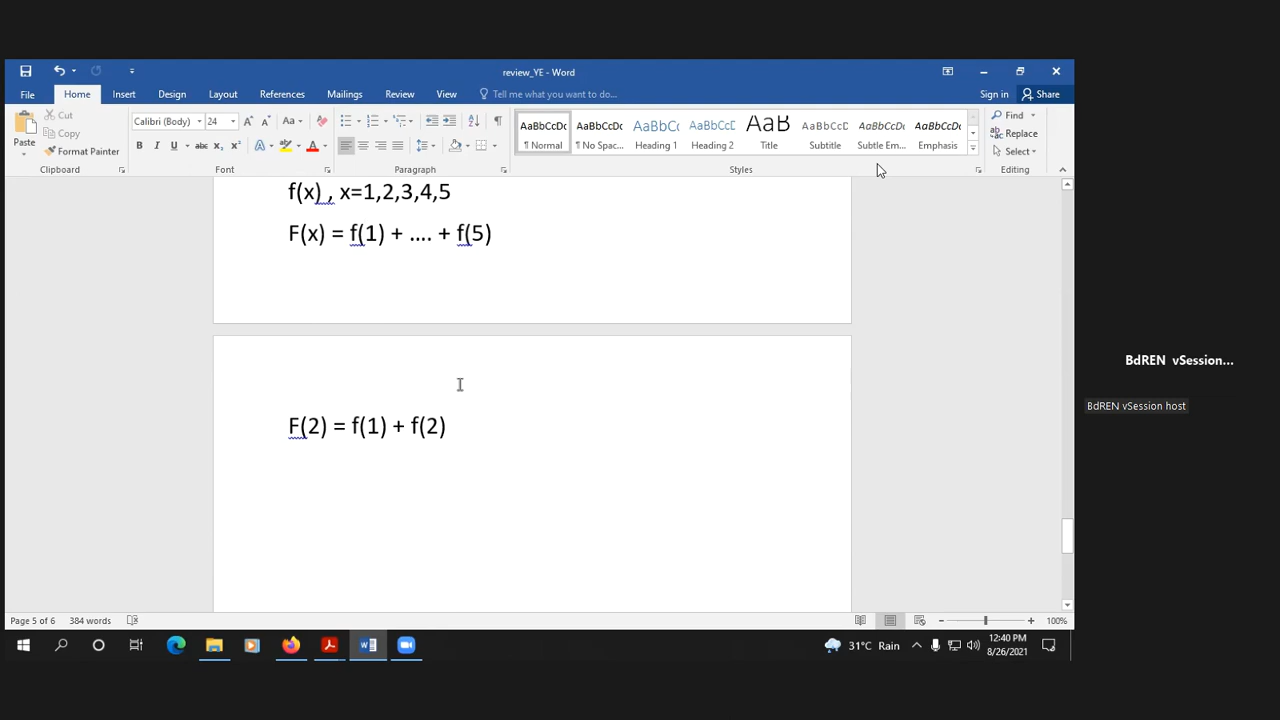 review_YE - Word
File Home Insert Design Layout References Mailings Review View Tell me what you want to do... Sign in Share
Paste
Cut
Copy
Format Painter
Clipboard
Calibri (Body) 24
Font
Paragraph
AaBbCcDc AaBbCcDc AaBbCc AaBbCcD AaB AaBbCcD AaBbCcDc AaBbCcDc
¶ Normal ¶ No Spac... Heading 1 Heading 2 Title Subtitle Subtle Em... Emphasis
Styles
Find
Replace
Select
Editing
f(x) , x=1,2,3,4,5
F(x) = f(1) + .... + f(5)
F(2) = f(1) + f(2)
BdREN vSession...
BdREN vSession host
Page 5 of 6 384 words 100%
31°C Rain 12:40 PM
8/26/2021